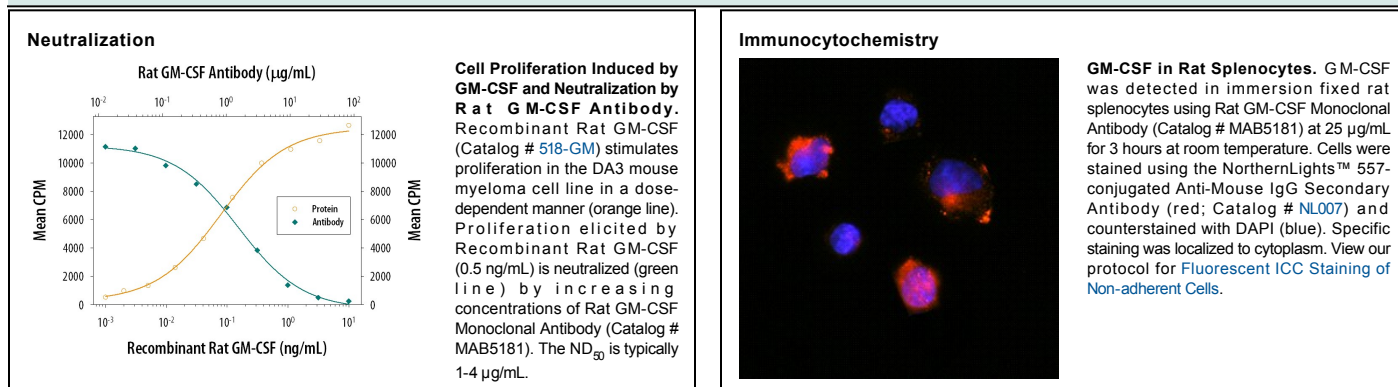 Neutralization
Rat GM-CSF Antibody (µg/mL)
10⁻² 10⁻¹ 10⁰ 10¹ 10²
12000 12000
10000 10000
8000 8000
6000 6000
4000 4000
2000 2000
0 0
Mean CPM
Mean CPM
Protein
Antibody
10⁻³ 10⁻² 10⁻¹ 10⁰ 10¹
Recombinant Rat GM-CSF (ng/mL)
Cell Proliferation Induced by
GM-CSF and Neutralization by
Rat GM-CSF Antibody.
Recombinant Rat GM-CSF
(Catalog # 518-GM) stimulates
proliferation in the DA3 mouse
myeloma cell line in a dose-
dependent manner (orange line).
Proliferation elicited by
Recombinant Rat GM-CSF
(0.5 ng/mL) is neutralized (green
line) by increasing
concentrations of Rat GM-CSF
Monoclonal Antibody (Catalog #
MAB5181). The ND₅₀ is typically
1-4 µg/mL.
Immunocytochemistry
GM-CSF in Rat Splenocytes. GM-CSF
was detected in immersion fixed rat
splenocytes using Rat GM-CSF Monoclonal
Antibody (Catalog # MAB5181) at 25 µg/mL
for 3 hours at room temperature. Cells were
stained using the NorthernLights™ 557-
conjugated Anti-Mouse IgG Secondary
Antibody (red; Catalog # NL007) and
counterstained with DAPI (blue). Specific
staining was localized to cytoplasm. View our
protocol for Fluorescent ICC Staining of
Non-adherent Cells.